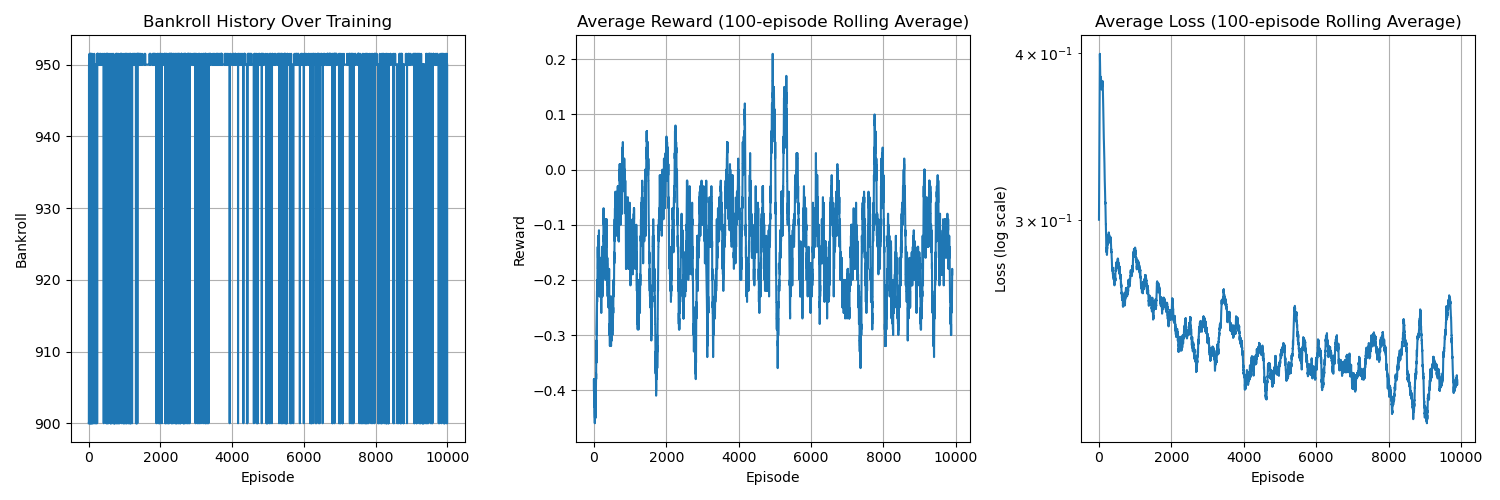 Bankroll History Over Training
950
940
930
920
910
900
Bankroll
0 2000 4000 6000 8000 10000
Episode
Average Reward (100-episode Rolling Average)
0.2
0.1
0.0
−0.1
−0.2
−0.3
−0.4
Reward
0 2000 4000 6000 8000 10000
Episode
Average Loss (100-episode Rolling Average)
4 × 10⁻¹
3 × 10⁻¹
Loss (log scale)
0 2000 4000 6000 8000 10000
Episode